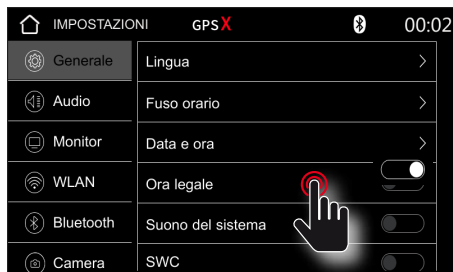 IMPOSTAZIONI GPS X 00:02
Generale
Lingua
Audio
Fuso orario
Monitor
Data e ora
WLAN
Ora legale
Bluetooth
Suono del sistema
Camera
SWC